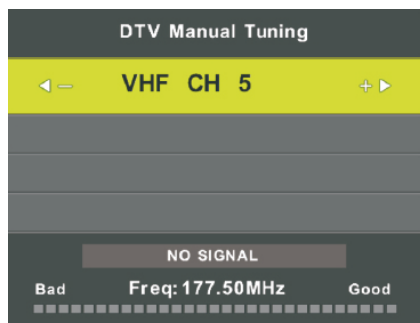 DTV Manual Tuning
VHF CH 5
NO SIGNAL
Bad Freq:177.50MHz Good